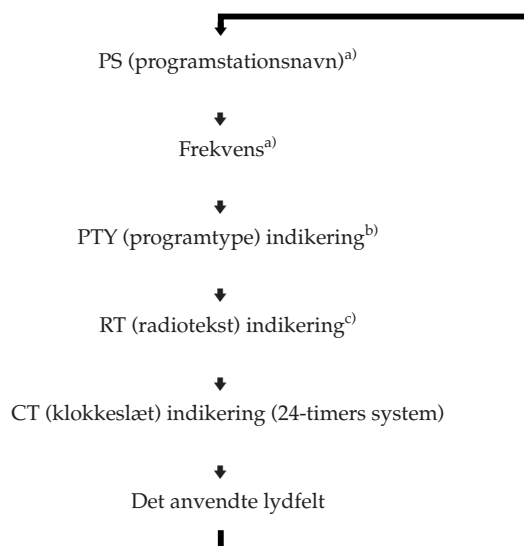 PS (programstationsnavn)a)
Frekvensa)
PTY (programtype) indikeringb)
RT (radiotekst) indikeringc)
CT (klokkeslæt) indikering (24-timers system)
Det anvendte lydfelt